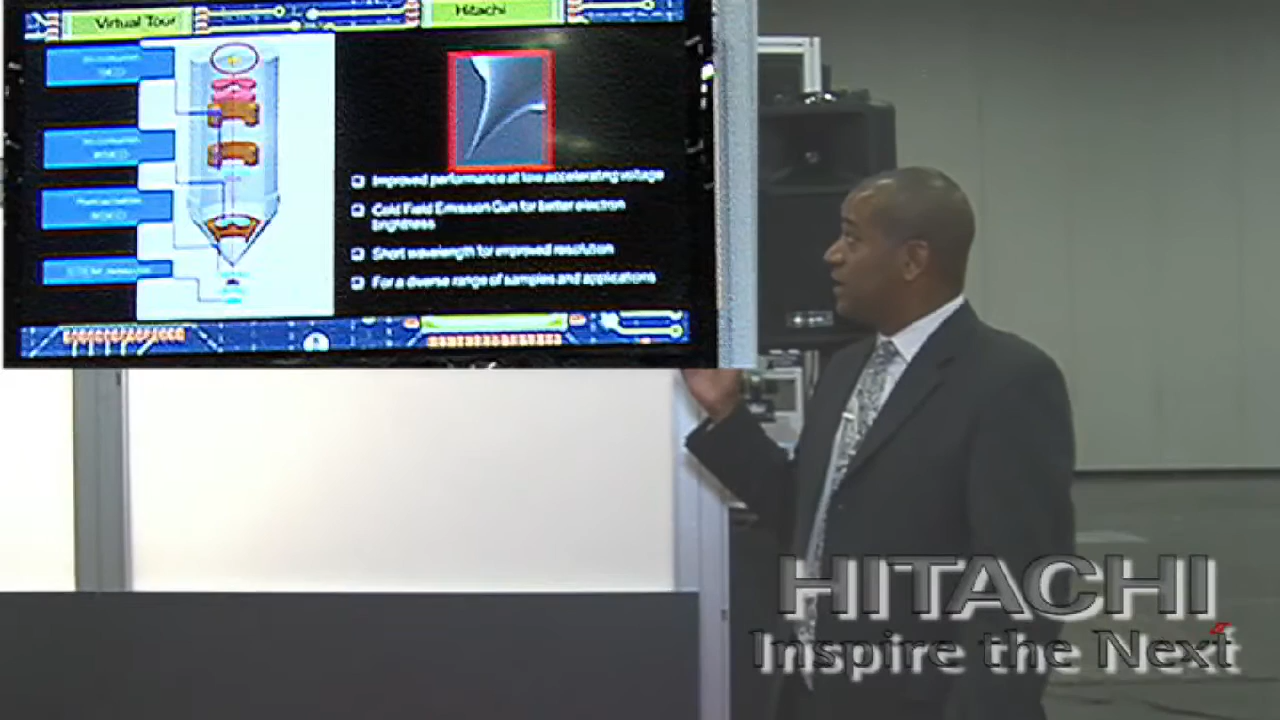 Virtual Tour
Hitachi
Improved performance at low accelerating voltage
Cold Field Emission Gun for better electron
brightness
Short wavelength for improved resolution
For a diverse range of samples and applications
HITACHI
Inspire the Next